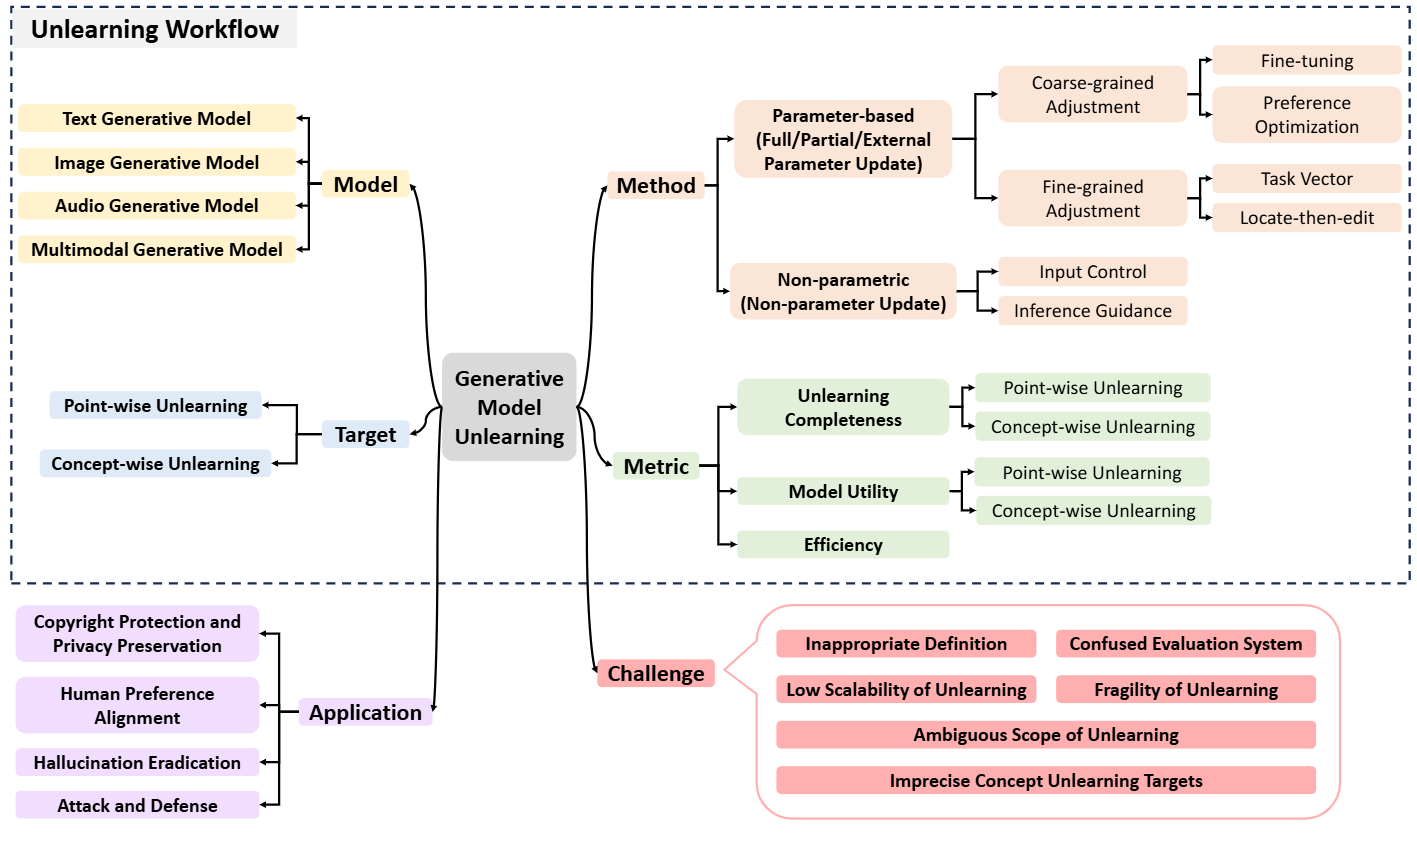 Unlearning Workflow
Text Generative Model
Image Generative Model
Audio Generative Model
Multimodal Generative Model
Model
Point-wise Unlearning
Concept-wise Unlearning
Target
Generative
Model
Unlearning
Method
Parameter-based
(Full/Partial/External
Parameter Update)
Coarse-grained
Adjustment
Fine-tuning
Preference
Optimization
Fine-grained
Adjustment
Task Vector
Locate-then-edit
Non-parametric
(Non-parameter Update)
Input Control
Inference Guidance
Metric
Unlearning
Completeness
Point-wise Unlearning
Concept-wise Unlearning
Model Utility
Point-wise Unlearning
Concept-wise Unlearning
Efficiency
Copyright Protection and
Privacy Preservation
Human Preference
Alignment
Hallucination Eradication
Attack and Defense
Application
Challenge
Inappropriate Definition
Confused Evaluation System
Low Scalability of Unlearning
Fragility of Unlearning
Ambiguous Scope of Unlearning
Imprecise Concept Unlearning Targets